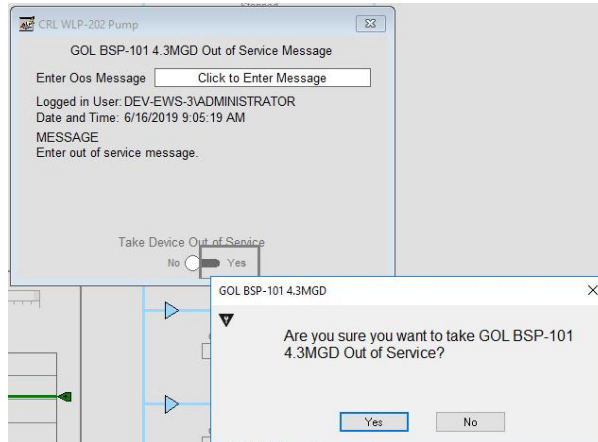 Stopped
CRL WLP-202 Pump
GOL BSP-101 4.3MGD Out of Service Message
Enter Oos Message Click to Enter Message
Logged in User: DEV-EWS-3\ADMINISTRATOR
Date and Time: 6/16/2019 9:05:19 AM
MESSAGE
Enter out of service message.
Take Device Out of Service
No Yes
GOL BSP-101 4.3MGD
Are you sure you want to take GOL BSP-101
4.3MGD Out of Service?
Yes No